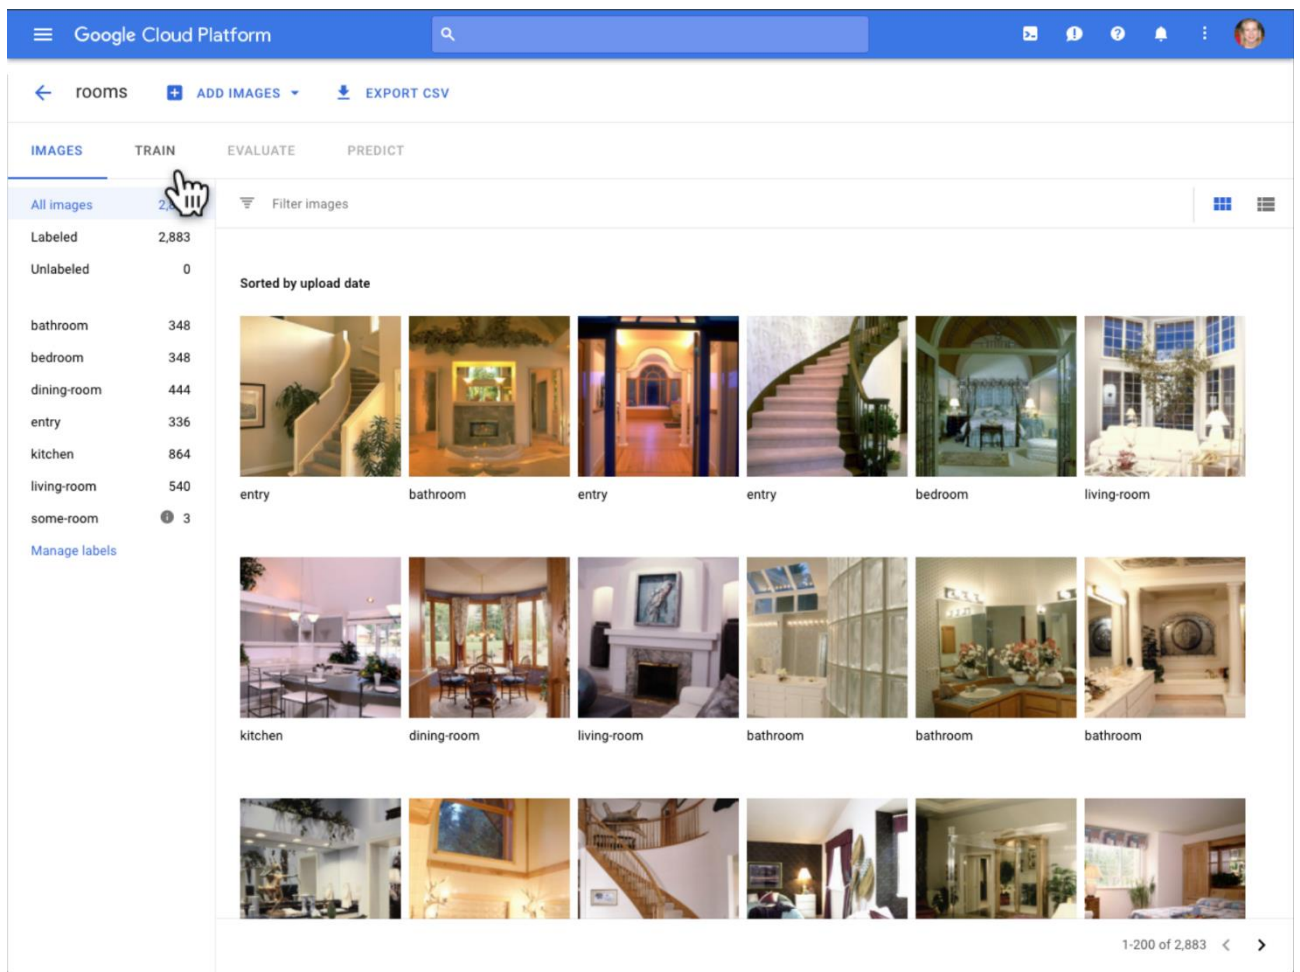 Google Cloud Platform
rooms ADD IMAGES EXPORT CSV
IMAGES TRAIN EVALUATE PREDICT
All images
Filter images
Labeled 2,883
Unlabeled 0
Sorted by upload date
bathroom 348
bedroom 348
dining-room 444
entry 336
kitchen 864
living-room 540
some-room 3
Manage labels
entry bathroom entry entry bedroom living-room
kitchen dining-room living-room bathroom bathroom bathroom
1-200 of 2,883